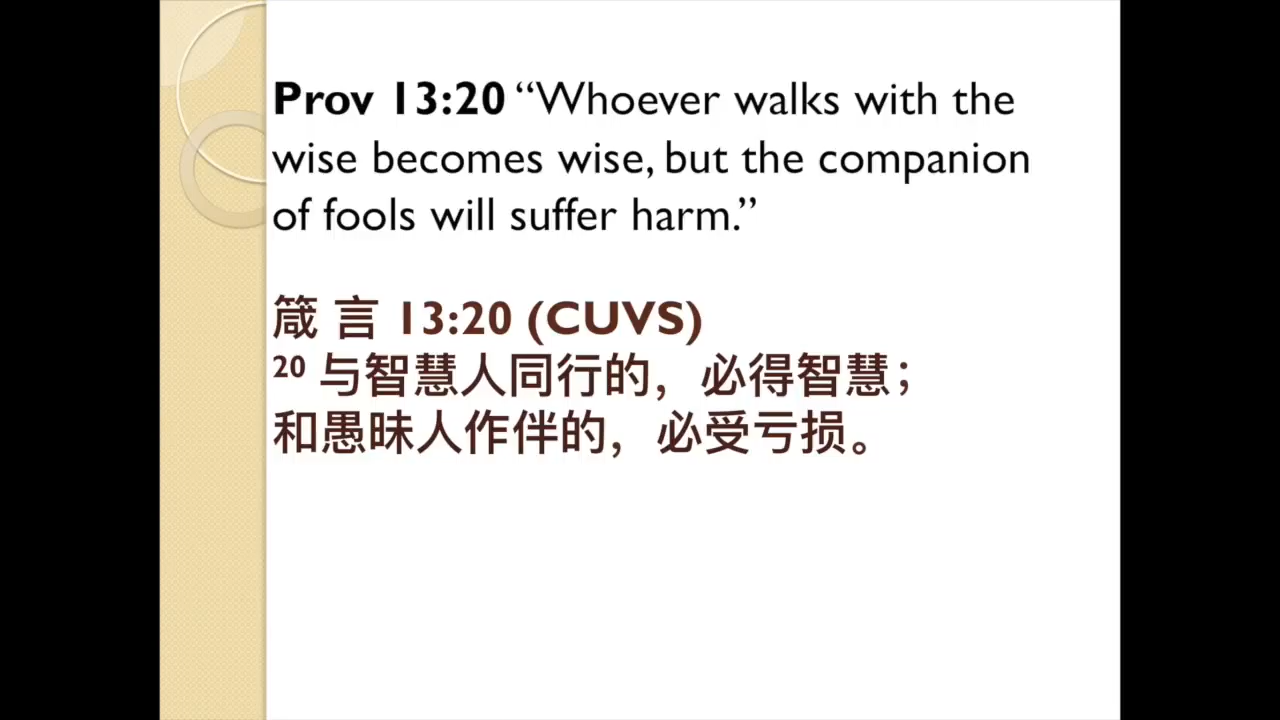 Prov 13:20 “Whoever walks with the
wise becomes wise, but the companion
of fools will suffer harm.”
箴 言 13:20 (CUVS)
20 与智慧人同行的，必得智慧；
和愚昧人作伴的，必受亏损。